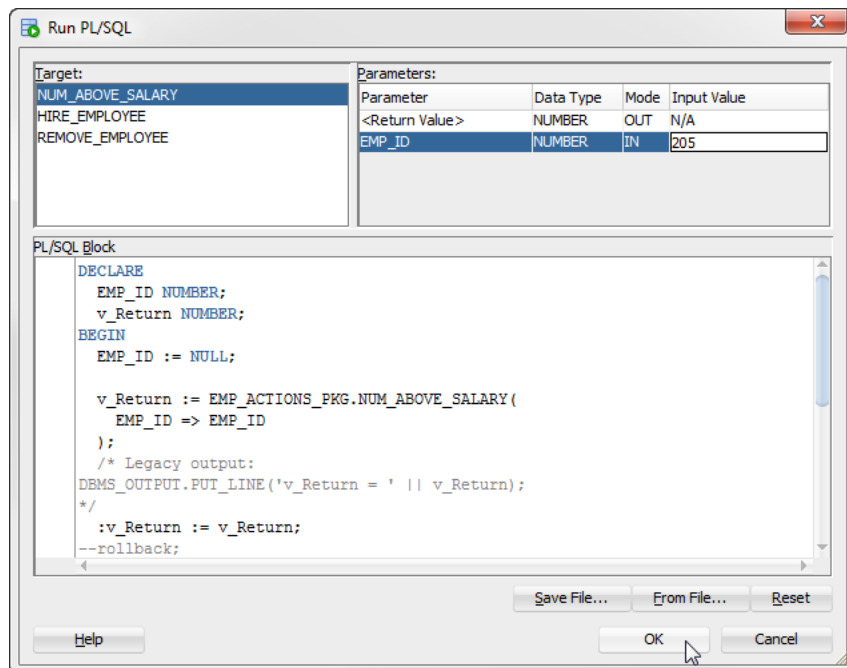 Run PL/SQL
Target:
NUM_ABOVE_SALARY
HIRE_EMPLOYEE
REMOVE_EMPLOYEE
Parameters:
Parameter Data Type Mode Input Value
<Return Value> NUMBER OUT N/A
EMP_ID NUMBER IN 205
PL/SQL Block
DECLARE
EMP_ID NUMBER;
v_Return NUMBER;
BEGIN
EMP_ID := NULL;
v_Return := EMP_ACTIONS_PKG.NUM_ABOVE_SALARY(
EMP_ID => EMP_ID
);
/* Legacy output:
DBMS_OUTPUT.PUT_LINE('v_Return = ' || v_Return);
*/
:v_Return := v_Return;
--rollback;
Save File... From File... Reset
Help OK Cancel